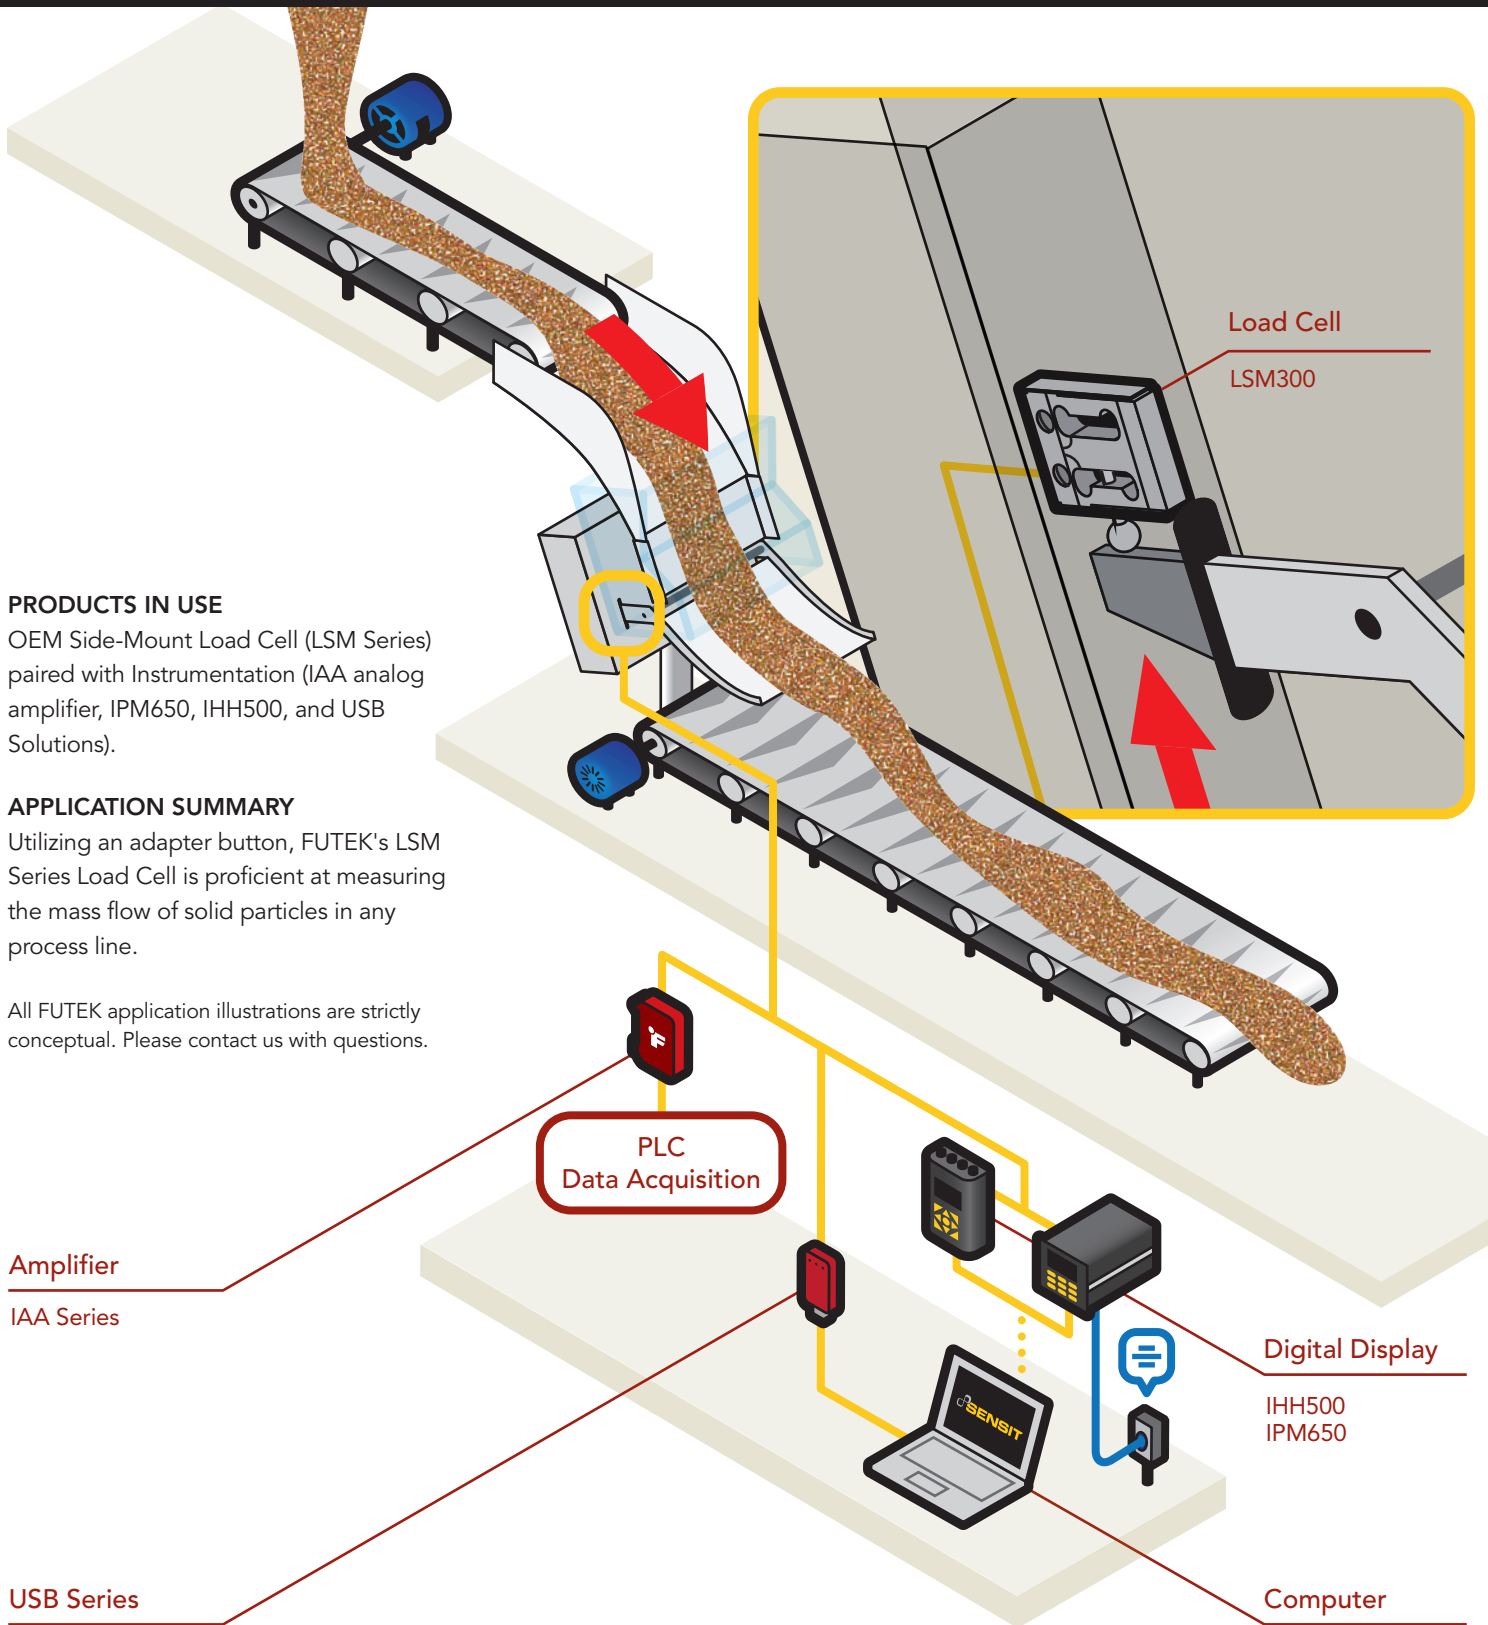 Load Cell
LSM300
PRODUCTS IN USE
OEM Side-Mount Load Cell (LSM Series)
paired with Instrumentation (IAA analog
amplifier, IPM650, IHH500, and USB
Solutions).
APPLICATION SUMMARY
Utilizing an adapter button, FUTEK's LSM
Series Load Cell is proficient at measuring
the mass flow of solid particles in any
process line.
All FUTEK application illustrations are strictly
conceptual. Please contact us with questions.
PLC
Data Acquisition
Amplifier
IAA Series
Digital Display
IHH500
IPM650
SENSIT
USB Series
Computer